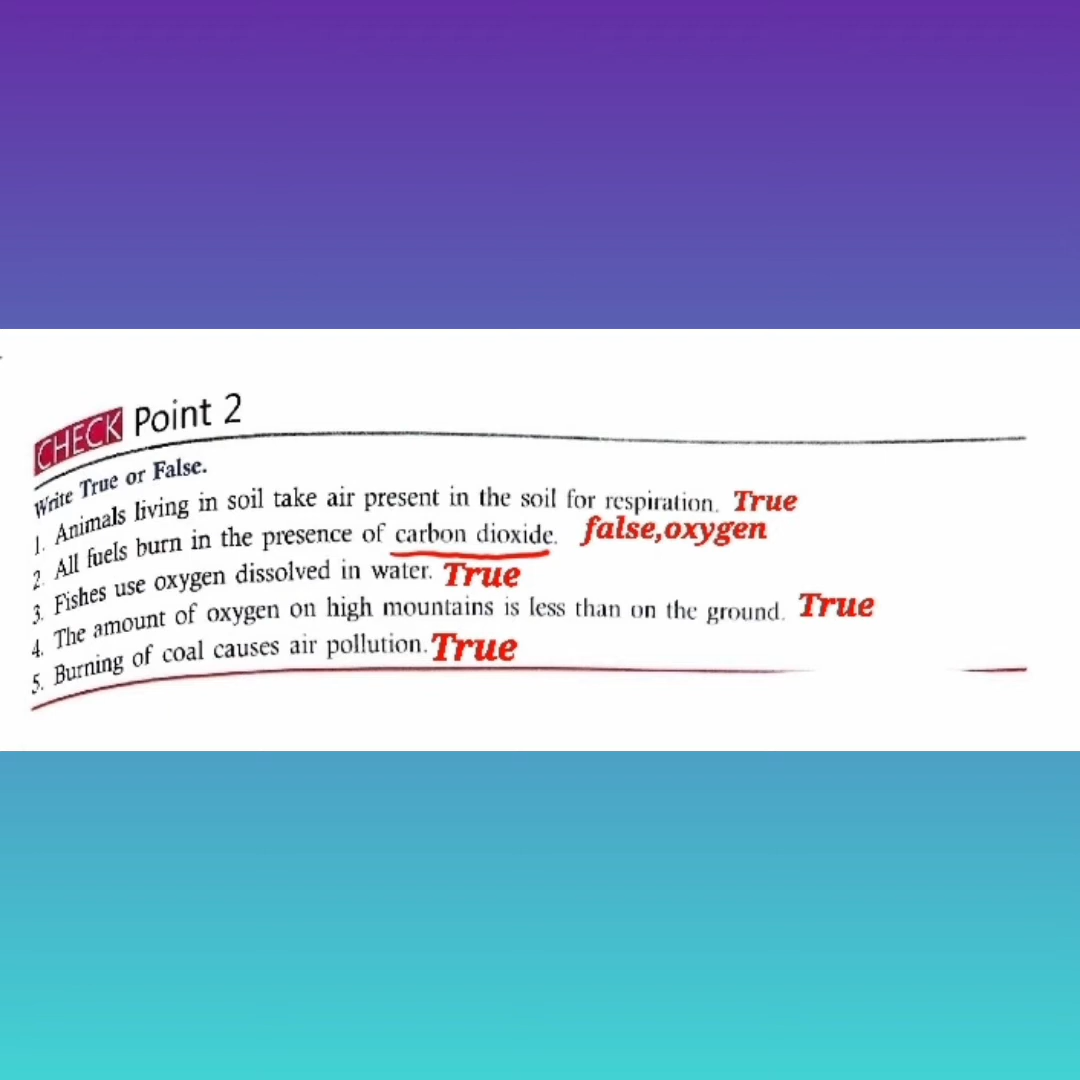 CHECK Point 2
Write True or False.
1. Animals living in soil take air present in the soil for respiration. True
2. All fuels burn in the presence of carbon dioxide. false,oxygen
3. Fishes use oxygen dissolved in water. True
4. The amount of oxygen on high mountains is less than on the ground. True
5. Burning of coal causes air pollution. True